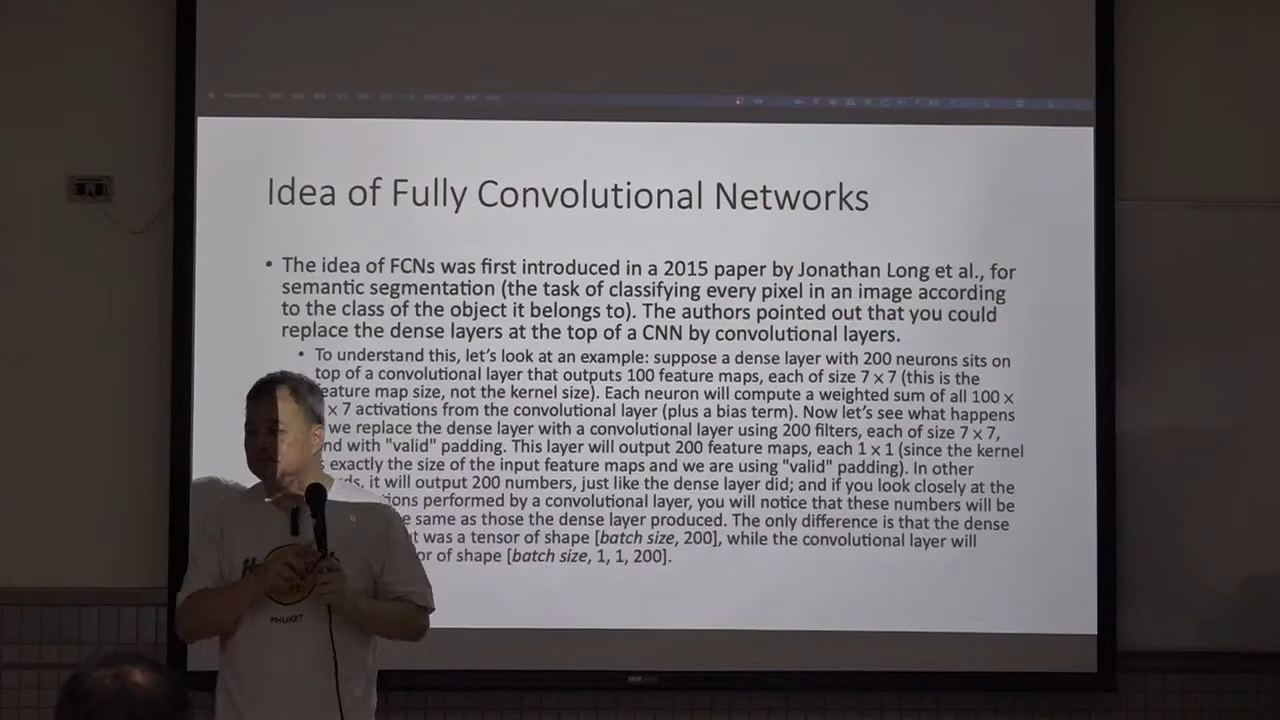 Idea of Fully Convolutional Networks
• The idea of FCNs was first introduced in a 2015 paper by Jonathan Long et al., for
semantic segmentation (the task of classifying every pixel in an image according
to the class of the object it belongs to). The authors pointed out that you could
replace the dense layers at the top of a CNN by convolutional layers.
• To understand this, let's look at an example: suppose a dense layer with 200 neurons sits on
top of a convolutional layer that outputs 100 feature maps, each of size 7 x 7 (this is the
eature map size, not the kernel size). Each neuron will compute a weighted sum of all 100 x
x 7 activations from the convolutional layer (plus a bias term). Now let's see what happens
we replace the dense layer with a convolutional layer using 200 filters, each of size 7 x 7,
nd with "valid" padding. This layer will output 200 feature maps, each 1 x 1 (since the kernel
exactly the size of the input feature maps and we are using "valid" padding). In other
ds, it will output 200 numbers, just like the dense layer did; and if you look closely at the
ions performed by a convolutional layer, you will notice that these numbers will be
e same as those the dense layer produced. The only difference is that the dense
t was a tensor of shape [batch size, 200], while the convolutional layer will
or of shape [batch size, 1, 1, 200].
PHUKET